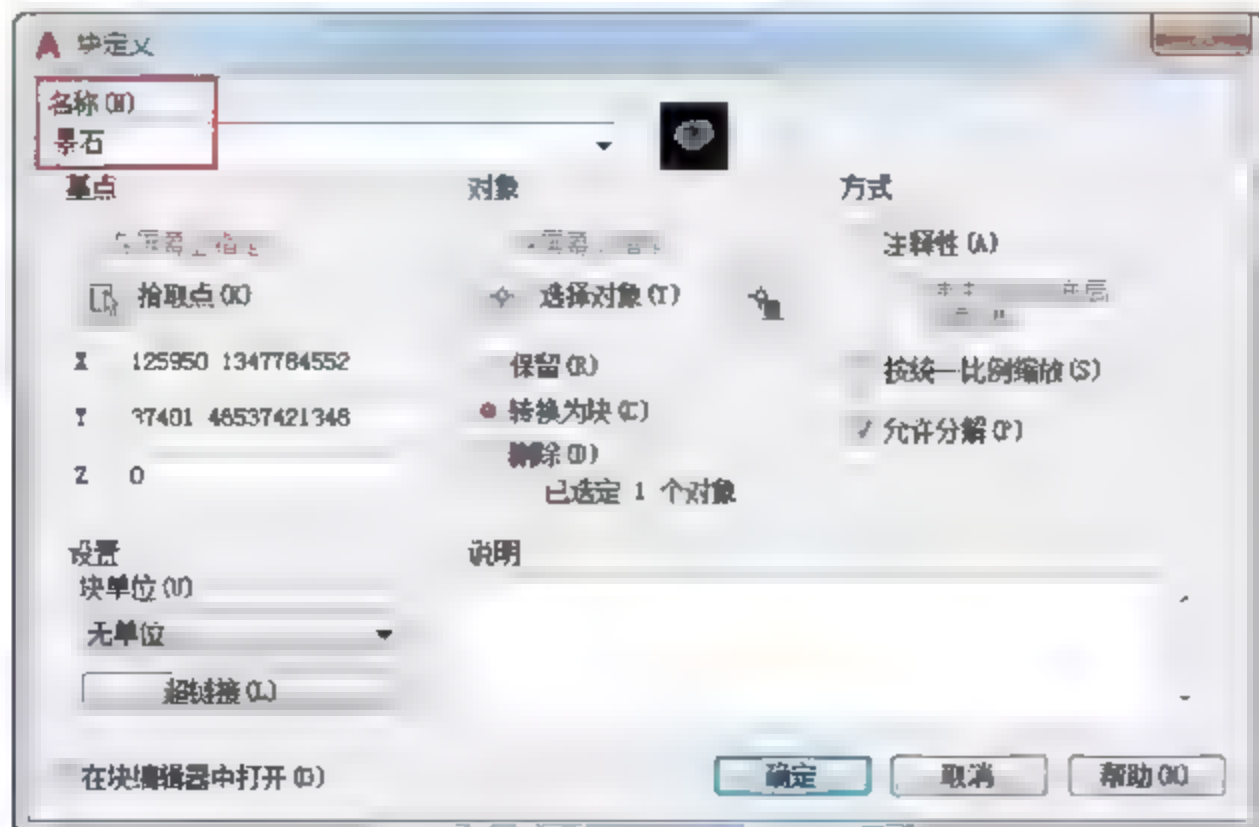 块定义
名称(N)
景石
基点
拾取点(K)
X 125950 1347784552
Y 37401 48537421348
Z 0
对象
选择对象(T)
保留(R)
转换为块(C)
删除(D)
已选定 1 个对象
方式
注释性(A)
按统一比例缩放(S)
允许分解(P)
设置
块单位(U)
无单位
超链接(L)
说明
在块编辑器中打开(O)
确定
取消
帮助(H)